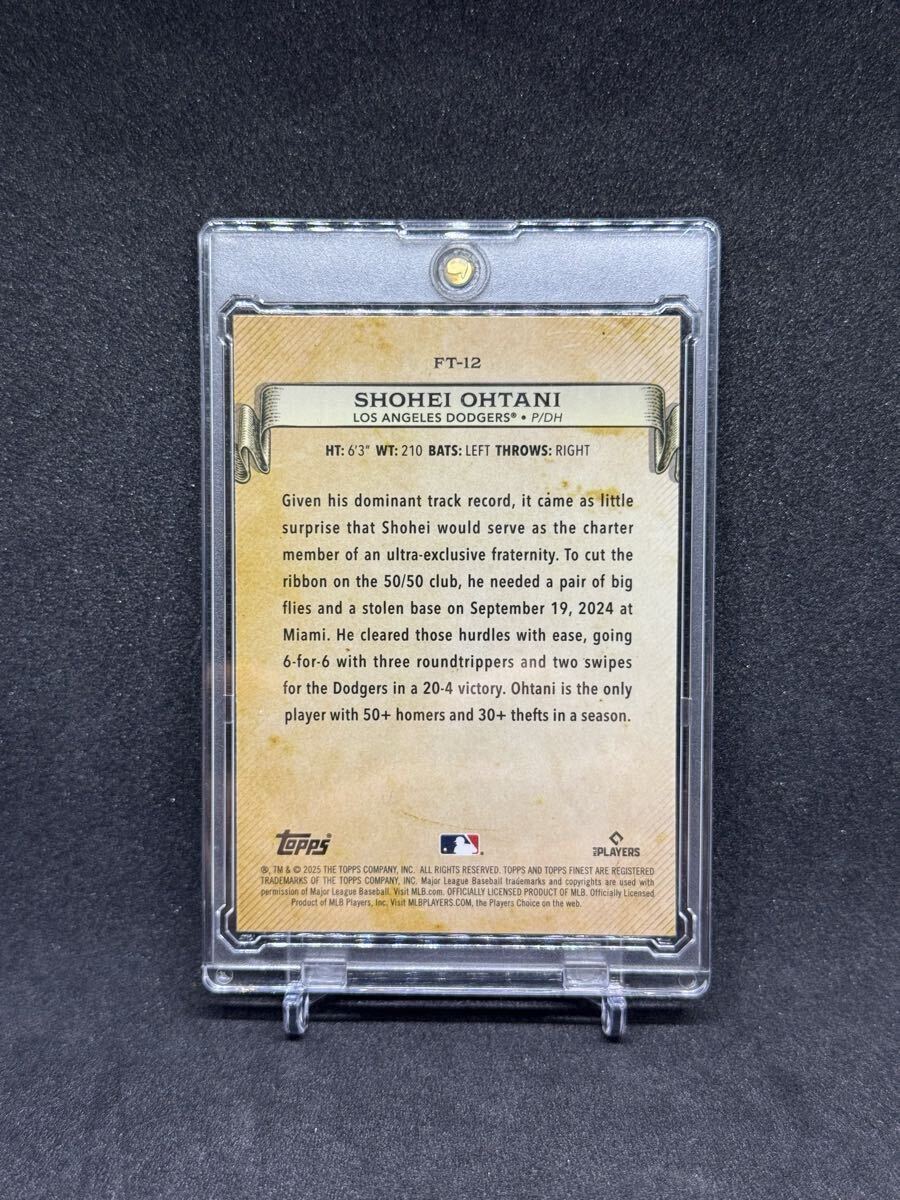 FT-12
SHOHEI OHTANI
LOS ANGELES DODGERS® • P/DH
HT: 6'3" WT: 210 BATS: LEFT THROWS: RIGHT
Given his dominant track record, it came as little
surprise that Shohei would serve as the charter
member of an ultra-exclusive fraternity. To cut the
ribbon on the 50/50 club, he needed a pair of big
flies and a stolen base on September 19, 2024 at
Miami. He cleared those hurdles with ease, going
6-for-6 with three roundtrippers and two swipes
for the Dodgers in a 20-4 victory. Ohtani is the only
player with 50+ homers and 30+ thefts in a season.
Topps
PLAYERS
®, TM & © 2025 THE TOPPS COMPANY, INC. ALL RIGHTS RESERVED. TOPPS AND TOPPS FINEST ARE REGISTERED
TRADEMARKS OF THE TOPPS COMPANY, INC. Major League Baseball trademarks and copyrights are used with
permission of Major League Baseball. Visit MLB.com. OFFICIALLY LICENSED PRODUCT OF MLB. Officially Licensed
Product of MLB Players, Inc. Visit MLBPLAYERS.COM, the Players Choice on the web.